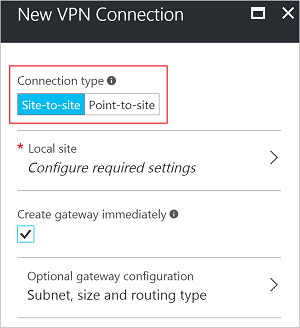 New VPN Connection
Connection type
Site-to-site Point-to-site
* Local site
Configure required settings
Create gateway immediately
Optional gateway configuration
Subnet, size and routing type